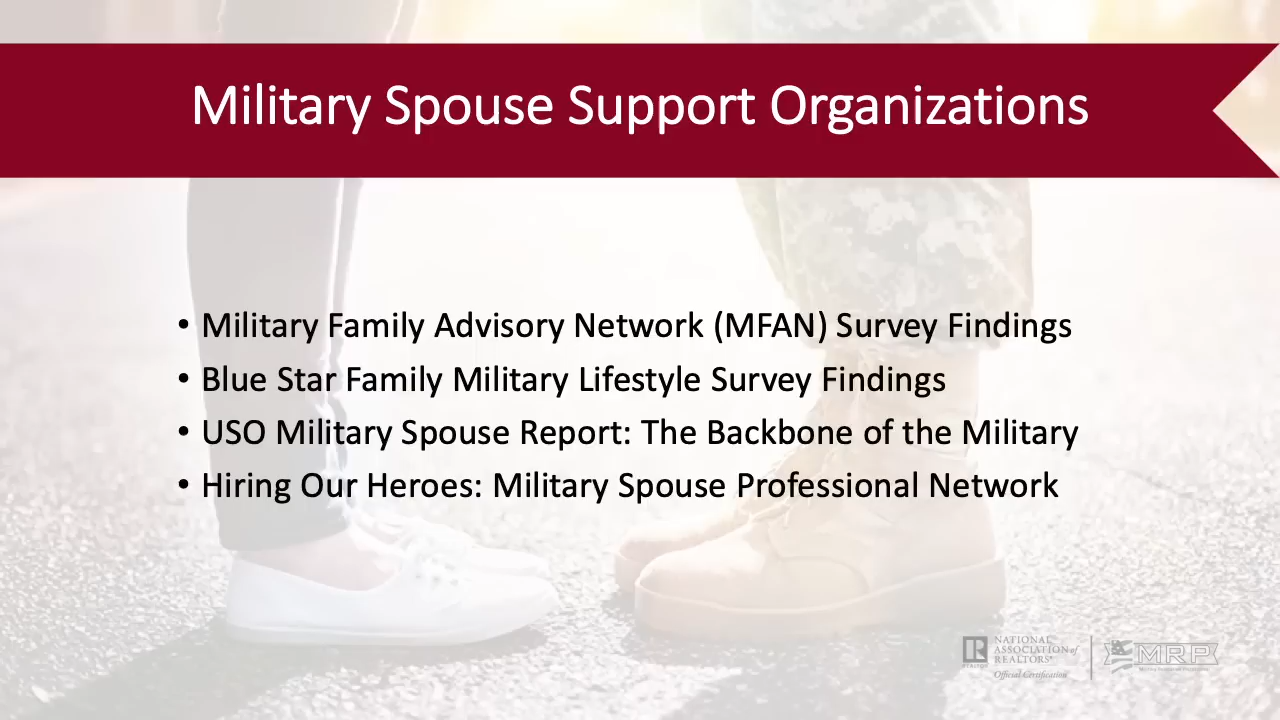 Military Spouse Support Organizations
• Military Family Advisory Network (MFAN) Survey Findings
• Blue Star Family Military Lifestyle Survey Findings
• USO Military Spouse Report: The Backbone of the Military
• Hiring Our Heroes: Military Spouse Professional Network
NATIONAL
ASSOCIATION of
REALTORS®
Official Certification
MRP